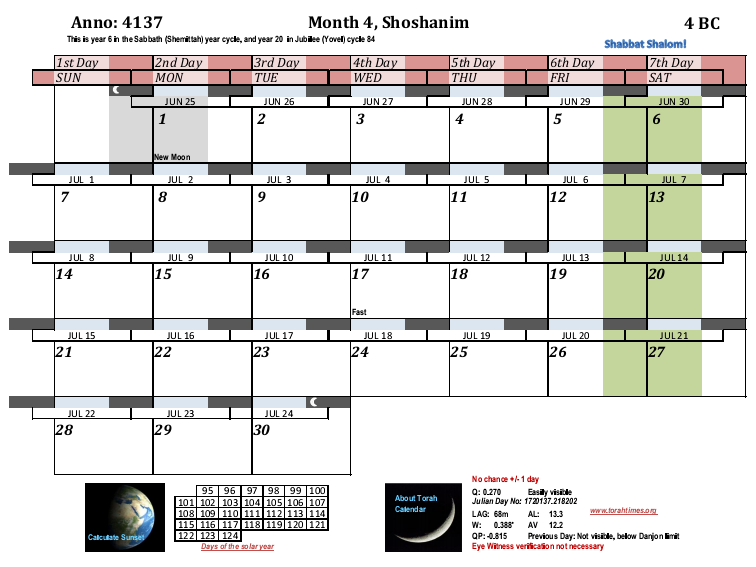 Anno: 4137 Month 4, Shoshanim 4 BC
This is year 6 in the Sabbath (Shemittah) year cycle, and year 20 in Jubilee (Yovel) cycle 84
Shabbat Shalom!
1st Day 2nd Day 3rd Day 4th Day 5th Day 6th Day 7th Day
SUN MON TUE WED THU FRI SAT
JUN 25 JUN 26 JUN 27 JUN 28 JUN 29 JUN 30
1 2 3 4 5 6
New Moon
JUL 1 JUL 2 JUL 3 JUL 4 JUL 5 JUL 6 JUL 7
7 8 9 10 11 12 13
JUL 8 JUL 9 JUL 10 JUL 11 JUL 12 JUL 13 JUL 14
14 15 16 17 18 19 20
Fast
JUL 15 JUL 16 JUL 17 JUL 18 JUL 19 JUL 20 JUL 21
21 22 23 24 25 26 27
JUL 22 JUL 23 JUL 24
28 29 30
Calculate Sunset
95 96 97 98 99 100
101 102 103 104 105 106 107
108 109 110 111 112 113 114
115 116 117 118 119 120 121
122 123 124
Days of the solar year
About Torah
Calendar
No chance +/- 1 day
Q: 0.270 Easily visible
Julian Day No: 1720137.218202
LAG: 68m AL: 13.3
W: 0.388' AV 12.2
QP: -0.815 Previous Day: Not visible, below Danjon limit
Eye Witness verification not necessary
www.torahtimes.org